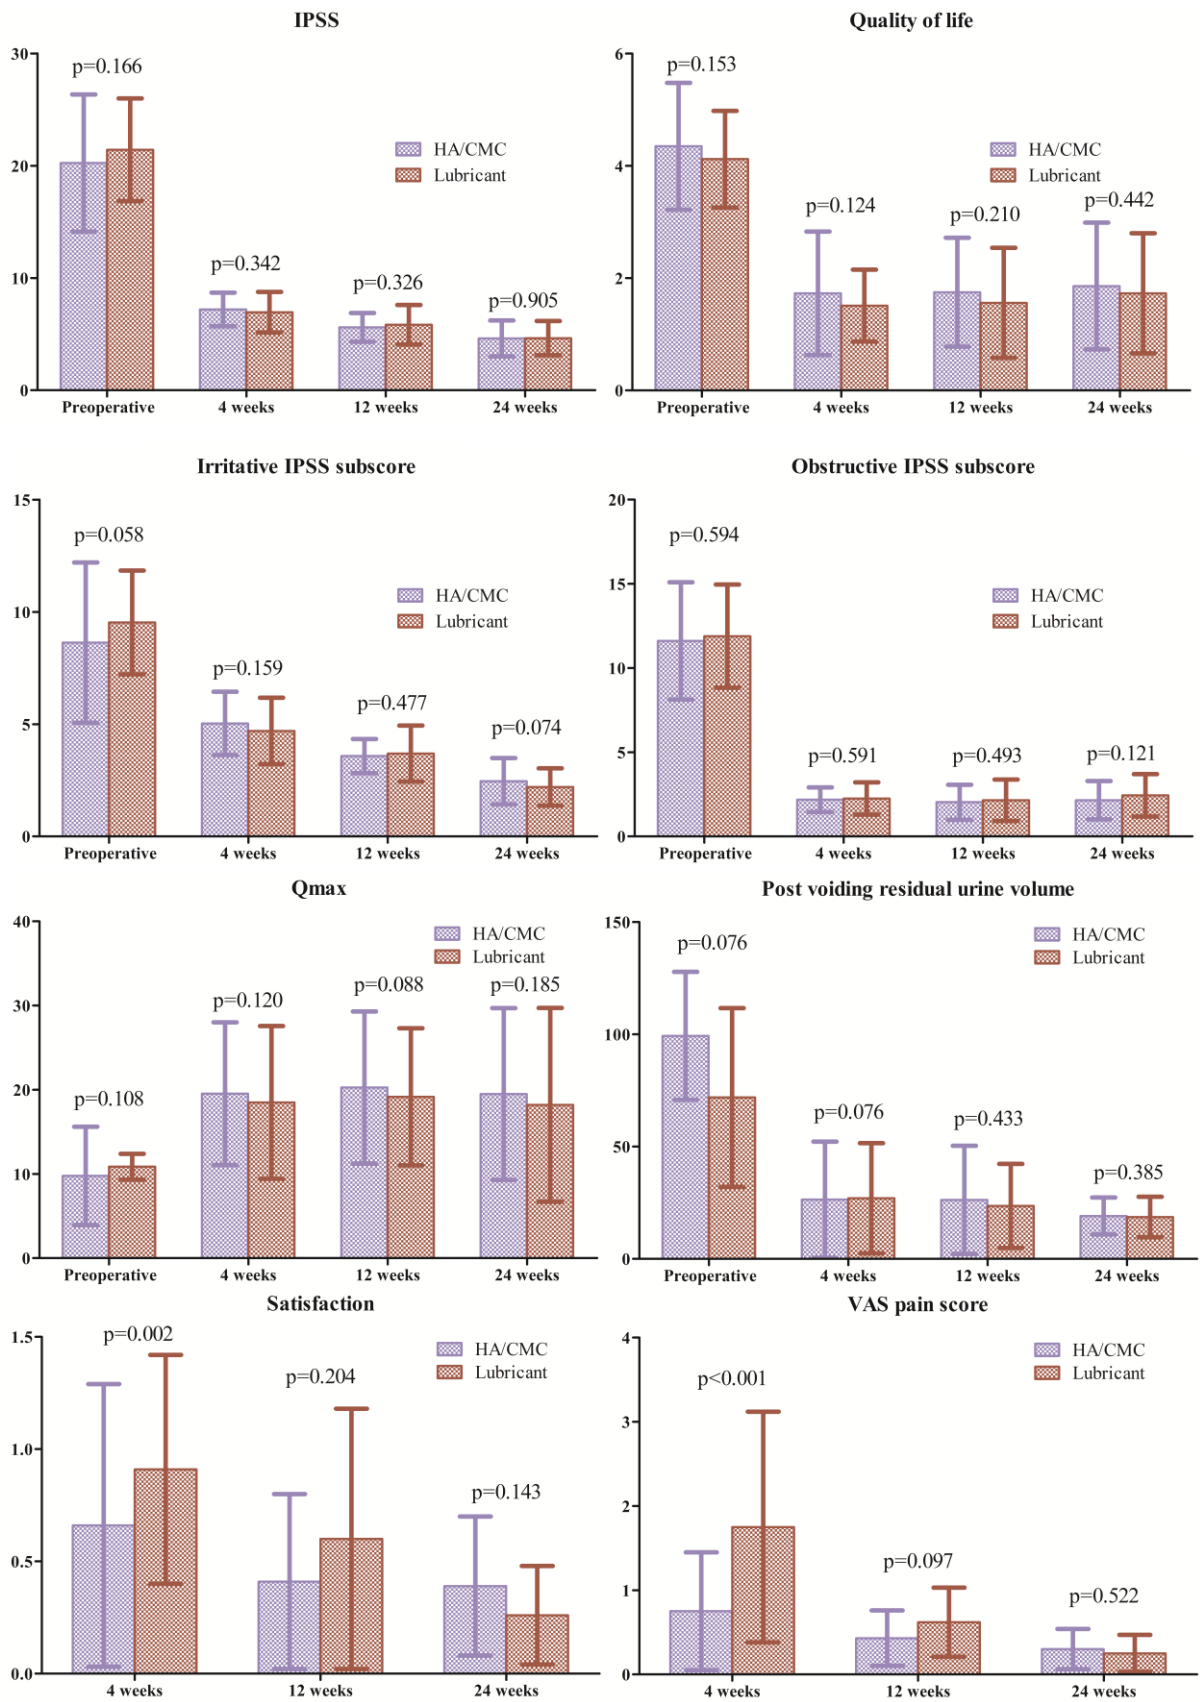 IPSS
30
20
10
0
p=0.166
p=0.342
p=0.326
p=0.905
HA/CMC
Lubricant
Preoperative 4 weeks 12 weeks 24 weeks
Quality of life
6
4
2
0
p=0.153
p=0.124
p=0.210
p=0.442
HA/CMC
Lubricant
Preoperative 4 weeks 12 weeks 24 weeks
Irritative IPSS subscore
15
10
5
0
p=0.058
p=0.159
p=0.477
p=0.074
HA/CMC
Lubricant
Preoperative 4 weeks 12 weeks 24 weeks
Obstructive IPSS subscore
20
15
10
5
0
p=0.594
p=0.591
p=0.493
p=0.121
HA/CMC
Lubricant
Preoperative 4 weeks 12 weeks 24 weeks
Qmax
40
30
20
10
0
p=0.108
p=0.120
p=0.088
p=0.185
HA/CMC
Lubricant
Preoperative 4 weeks 12 weeks 24 weeks
Post voiding residual urine volume
150
100
50
0
p=0.076
p=0.076
p=0.433
p=0.385
HA/CMC
Lubricant
Preoperative 4 weeks 12 weeks 24 weeks
Satisfaction
1.5
1.0
0.5
0.0
p=0.002
p=0.204
p=0.143
HA/CMC
Lubricant
4 weeks 12 weeks 24 weeks
VAS pain score
4
3
2
1
0
p<0.001
p=0.097
p=0.522
HA/CMC
Lubricant
4 weeks 12 weeks 24 weeks